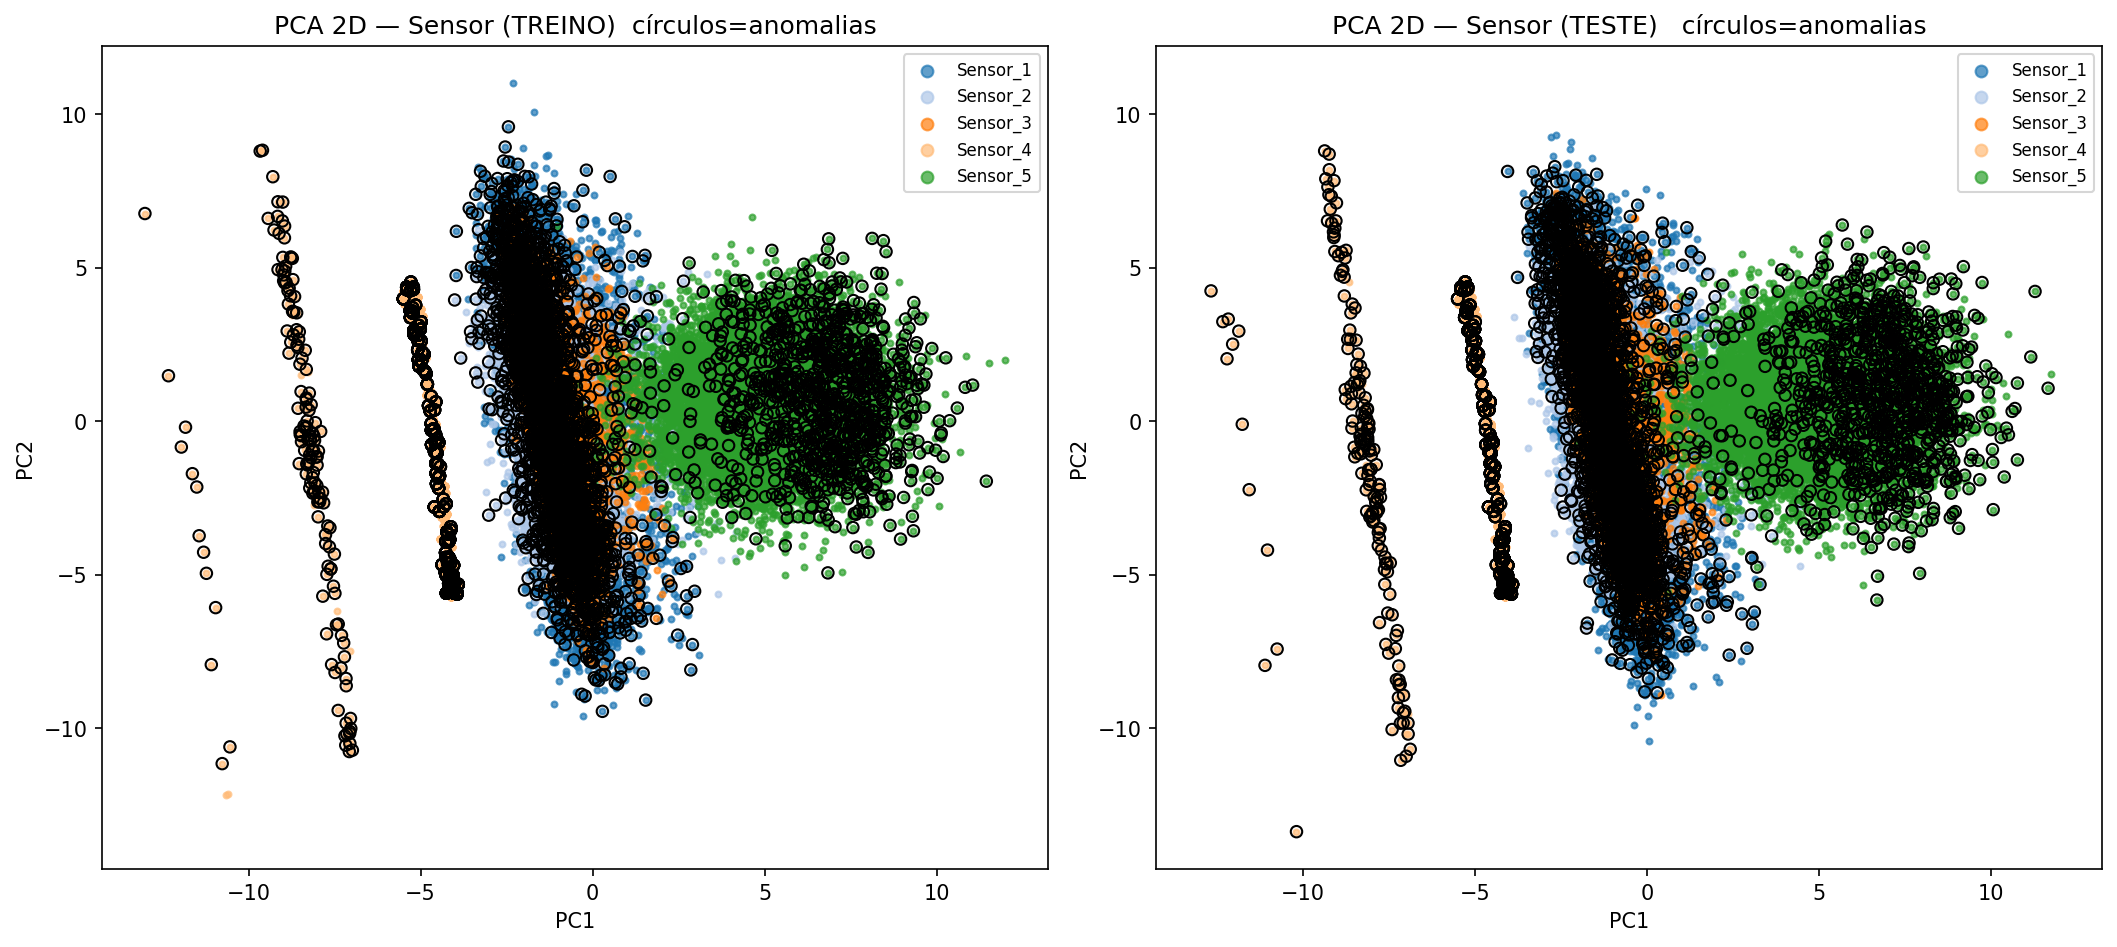 PCA 2D — Sensor (TREINO)  círculos=anomalias
Sensor_1
Sensor_2
Sensor_3
Sensor_4
Sensor_5
10
5
0
−5
−10
PC2
−10
−5
0
5
10
PC1
PCA 2D — Sensor (TESTE)   círculos=anomalias
Sensor_1
Sensor_2
Sensor_3
Sensor_4
Sensor_5
10
5
0
−5
−10
PC2
−10
−5
0
5
10
PC1